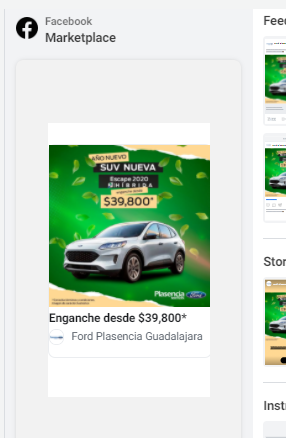 Facebook
Marketplace
AÑO NUEVO
SUV NUEVA
Escape 2020
HÍBRIDA
enganche desde
$39,800*
Plasencia
Ford
Enganche desde $39,800*
Ford Plasencia Guadalajara
Feed
Stor
Inst